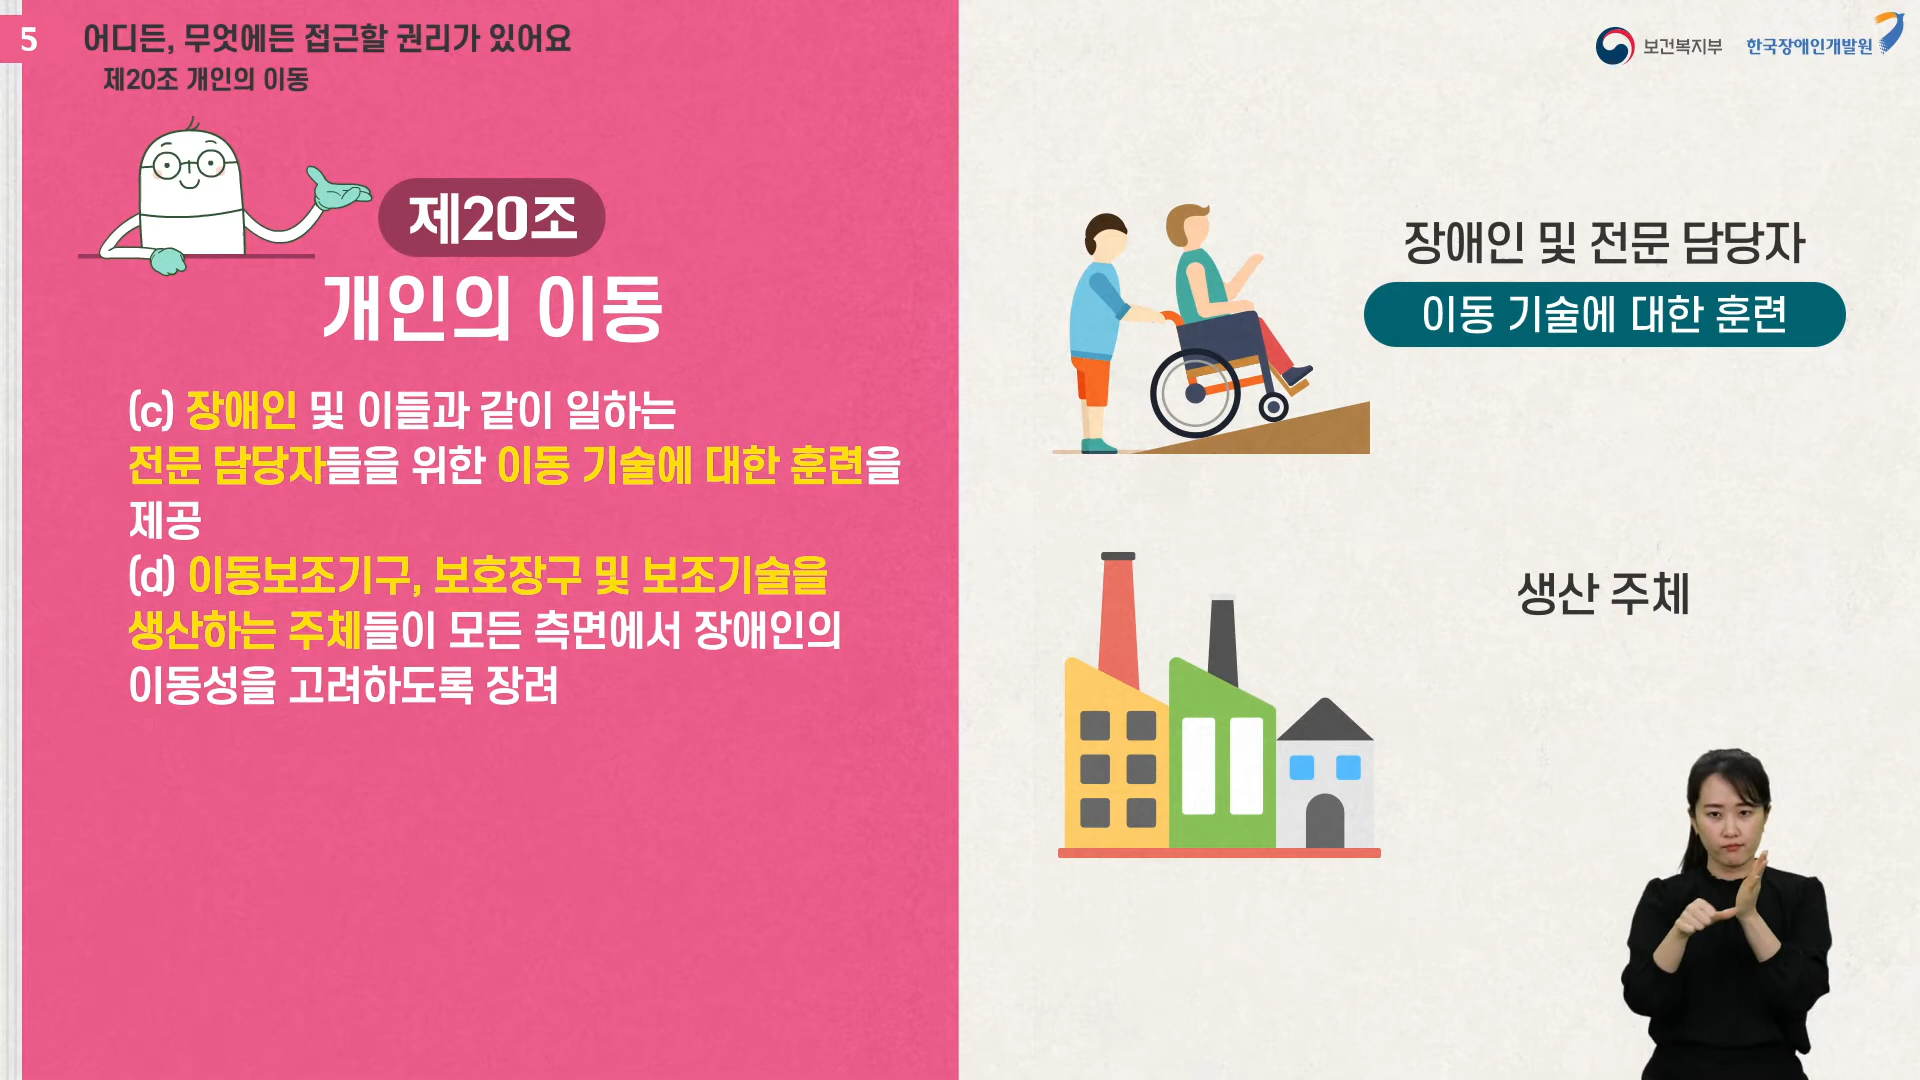 5
어디든, 무엇에든 접근할 권리가 있어요
제20조 개인의 이동
보건복지부
한국장애인개발원
제20조
개인의 이동
(c) 장애인 및 이들과 같이 일하는
전문 담당자들을 위한 이동 기술에 대한 훈련을
제공
(d) 이동보조기구, 보호장구 및 보조기술을
생산하는 주체들이 모든 측면에서 장애인의
이동성을 고려하도록 장려
장애인 및 전문 담당자
이동 기술에 대한 훈련
생산 주체